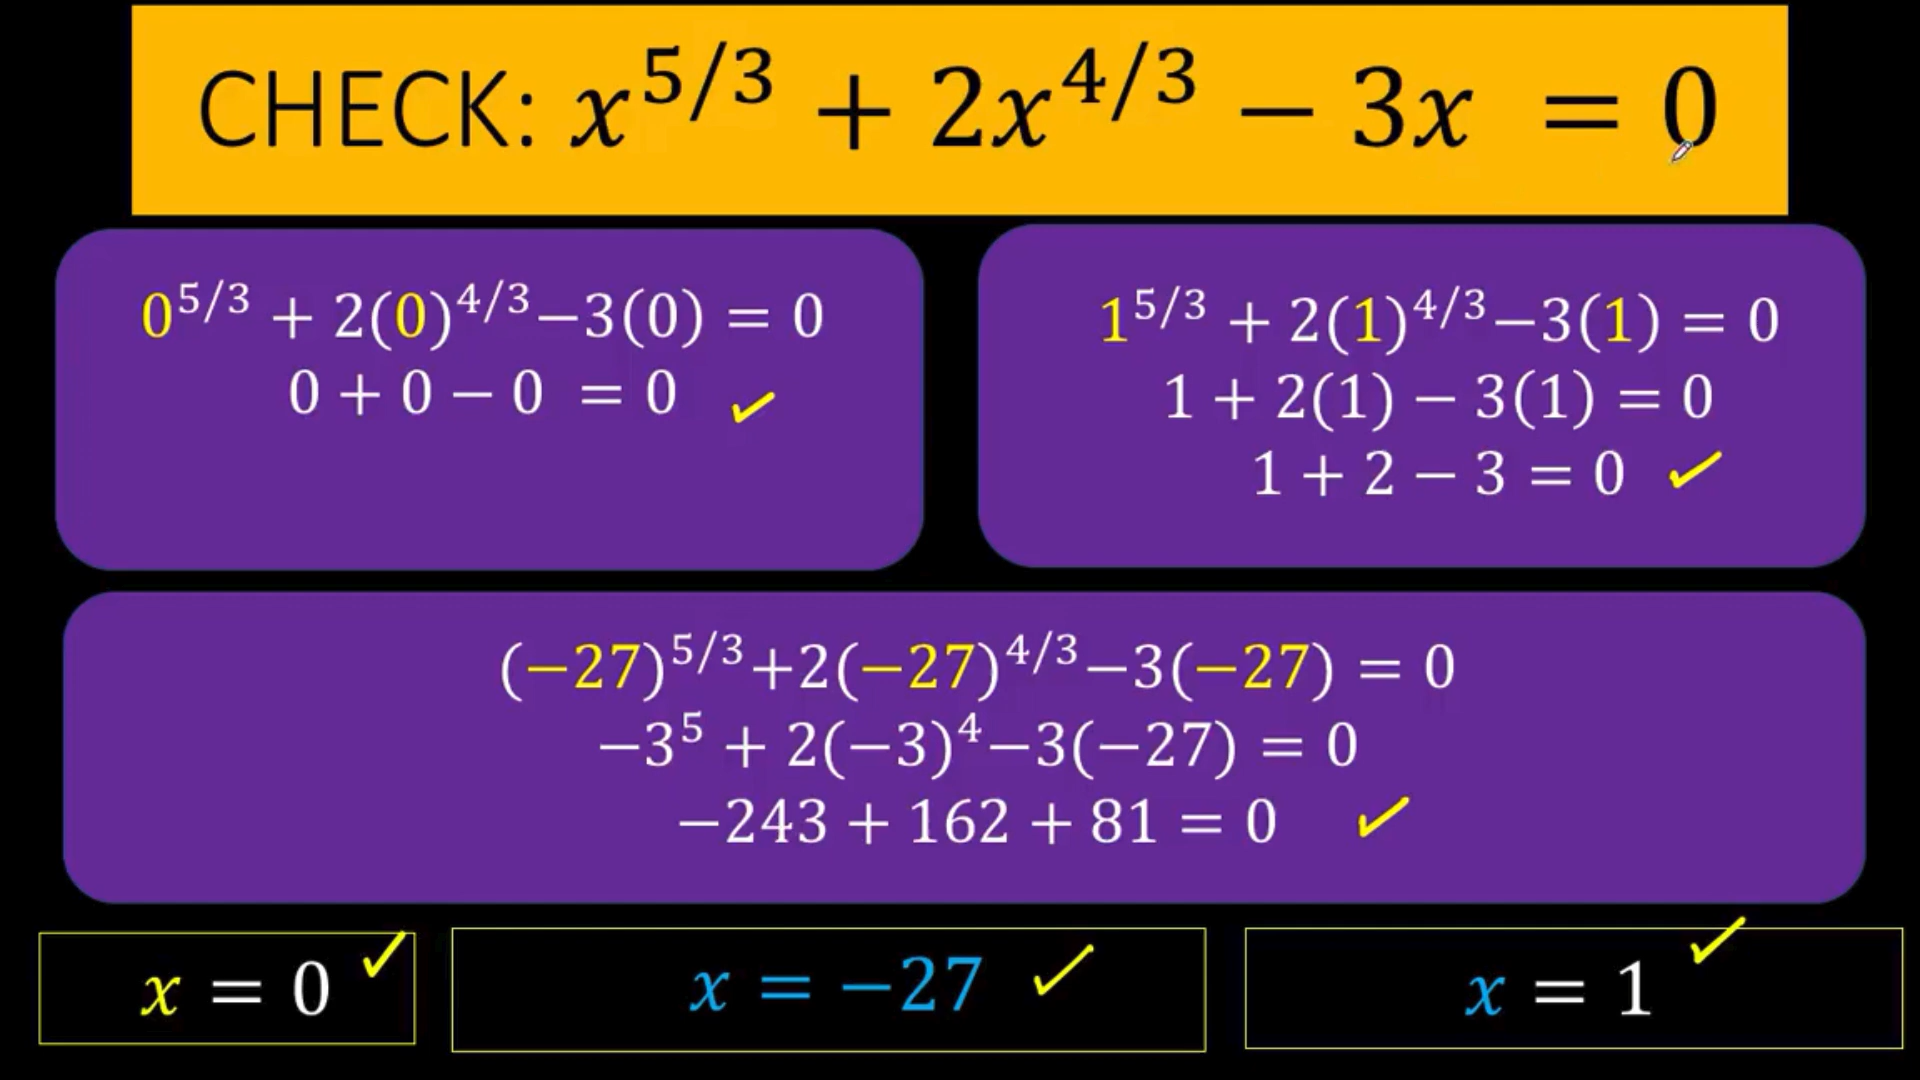 CHECK: x^{5/3} + 2x^{4/3} − 3x = 0
0^{5/3} + 2(0)^{4/3}−3(0) = 0
0 + 0 − 0 = 0 ✓
1^{5/3} + 2(1)^{4/3}−3(1) = 0
1 + 2(1) − 3(1) = 0
1 + 2 − 3 = 0 ✓
(−27)^{5/3}+2(−27)^{4/3}−3(−27) = 0
−3^5 + 2(−3)^4−3(−27) = 0
−243 + 162 + 81 = 0 ✓
x = 0 ✓
x = −27 ✓
x = 1 ✓